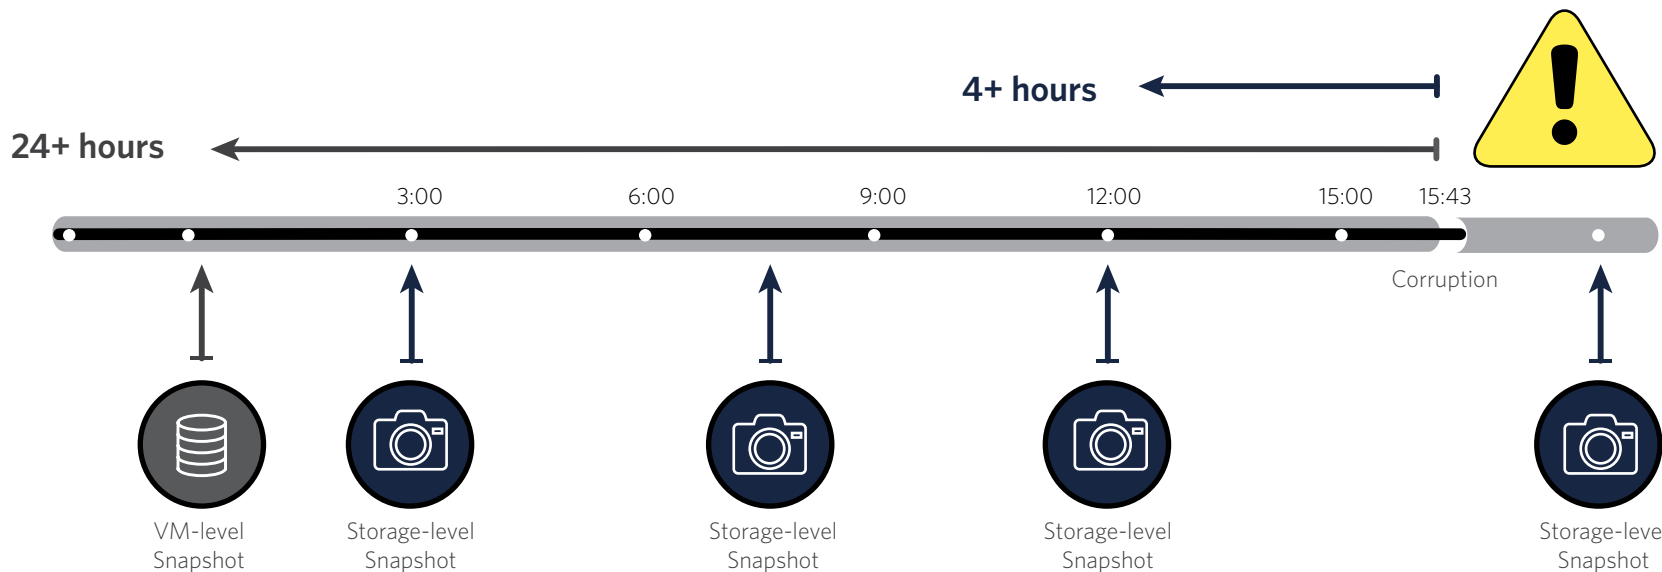 4+ hours
24+ hours
3:00
6:00
9:00
12:00
15:00
15:43
Corruption
VM-level
Snapshot
Storage-level
Snapshot
Storage-level
Snapshot
Storage-level
Snapshot
Storage-leve
Snapshot